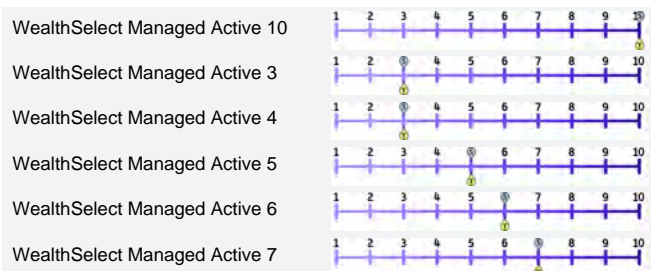 WealthSelect Managed Active 10 1 2 3 4 5 6 7 8 9 10
WealthSelect Managed Active 3 1 2 3 4 5 6 7 8 9 10
WealthSelect Managed Active 4 1 2 3 4 5 6 7 8 9 10
WealthSelect Managed Active 5 1 2 3 4 5 6 7 8 9 10
WealthSelect Managed Active 6 1 2 3 4 5 6 7 8 9 10
WealthSelect Managed Active 7 1 2 3 4 5 6 7 8 9 10